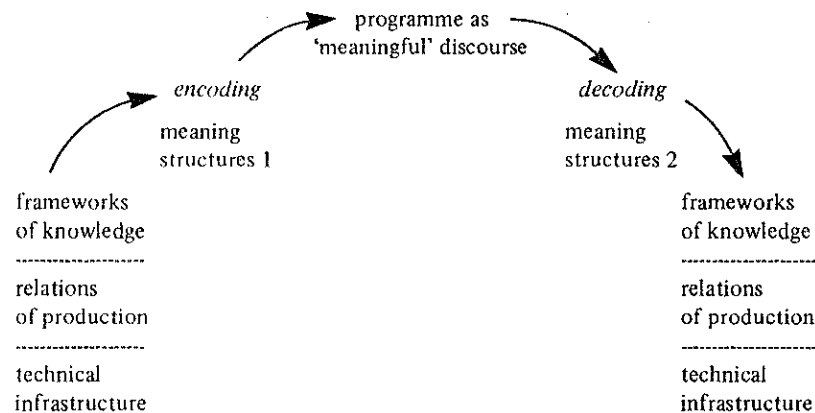 programme as
'meaningful' discourse
encoding
meaning
structures 1
decoding
meaning
structures 2
frameworks
of knowledge
relations
of production
technical
infrastructure
frameworks
of knowledge
relations
of production
technical
infrastructure